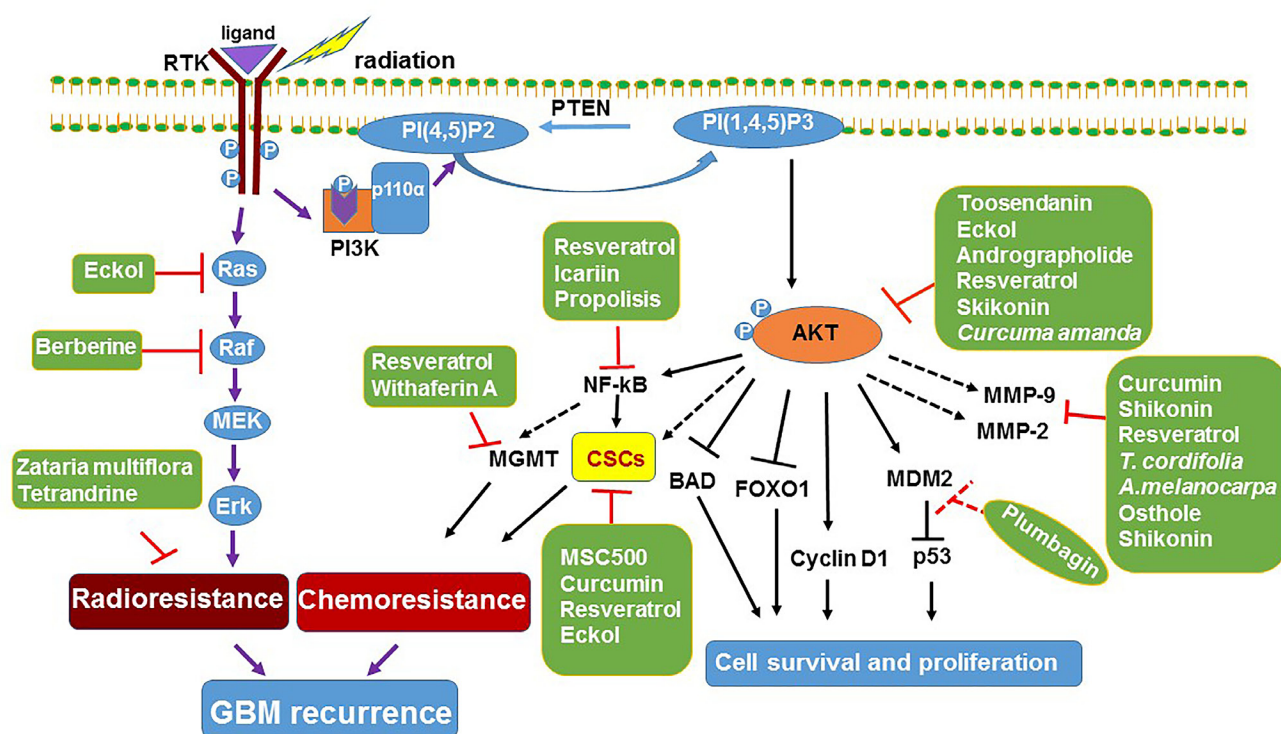 ligand
RTK
radiation
PTEN
PI(4,5)P2
PI(1,4,5)P3
P
P
P
P
p110α
PI3K
Eckol
Ras
Berberine
Raf
MEK
Zataria multiflora
Tetrandrine
Erk
Resveratrol
Icariin
Propolisis
Resveratrol
Withaferin A
NF-kB
MGMT
CSCs
MSC500
Curcumin
Resveratrol
Eckol
P
P
AKT
Toosendanin
Eckol
Andrographolide
Resveratrol
Skikonin
Curcuma amanda
MMP-9
MMP-2
Curcumin
Shikonin
Resveratrol
T. cordifolia
A.melanocarpa
Osthole
Shikonin
BAD
FOXO1
Cyclin D1
MDM2
p53
Plumbagin
Radioresistance
Chemoresistance
Cell survival and proliferation
GBM recurrence